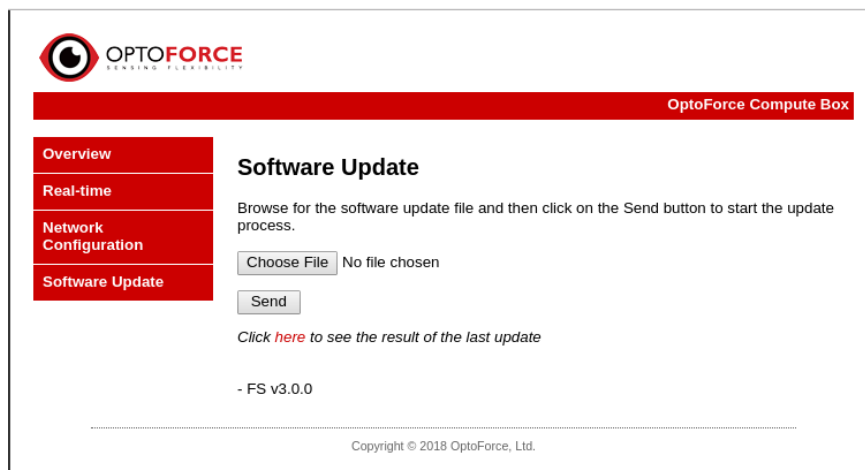 OPTOFORCE
SENSING FLEXIBILITY
OptoForce Compute Box
Overview
Real-time
Network
Configuration
Software Update
Software Update
Browse for the software update file and then click on the Send button to start the update
process.
Choose File No file chosen
Send
Click here to see the result of the last update
- FS v3.0.0
Copyright © 2018 OptoForce, Ltd.